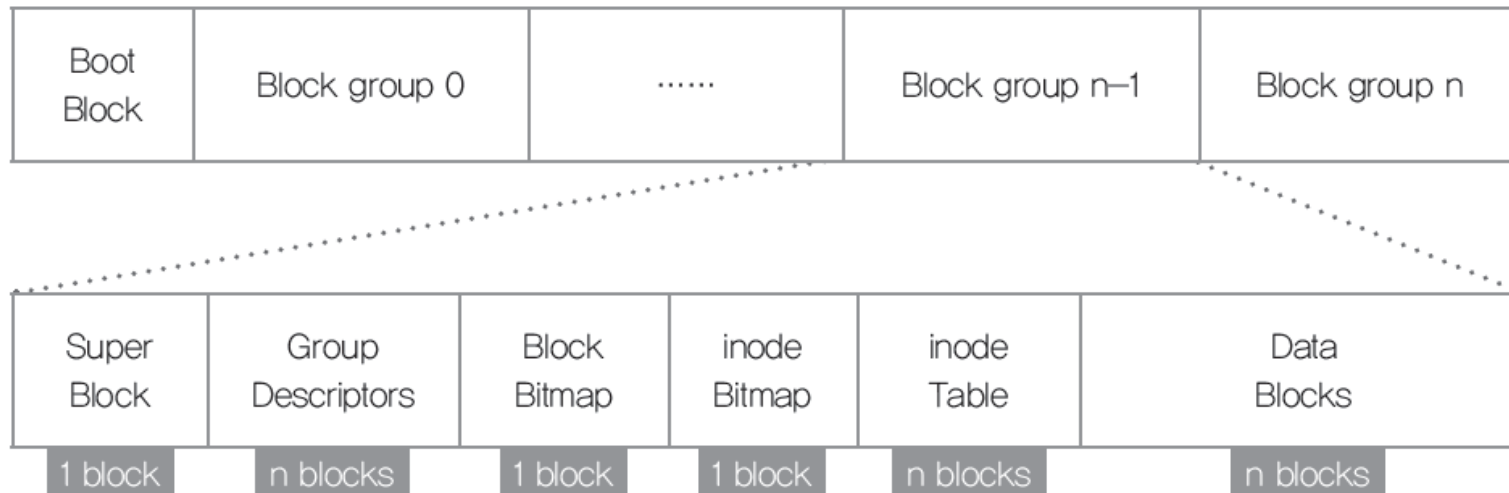 Boot
Block
Block group 0
······
Block group n–1
Block group n
Super
Block
Group
Descriptors
Block
Bitmap
inode
Bitmap
inode
Table
Data
Blocks
1 block
n blocks
1 block
1 block
n blocks
n blocks